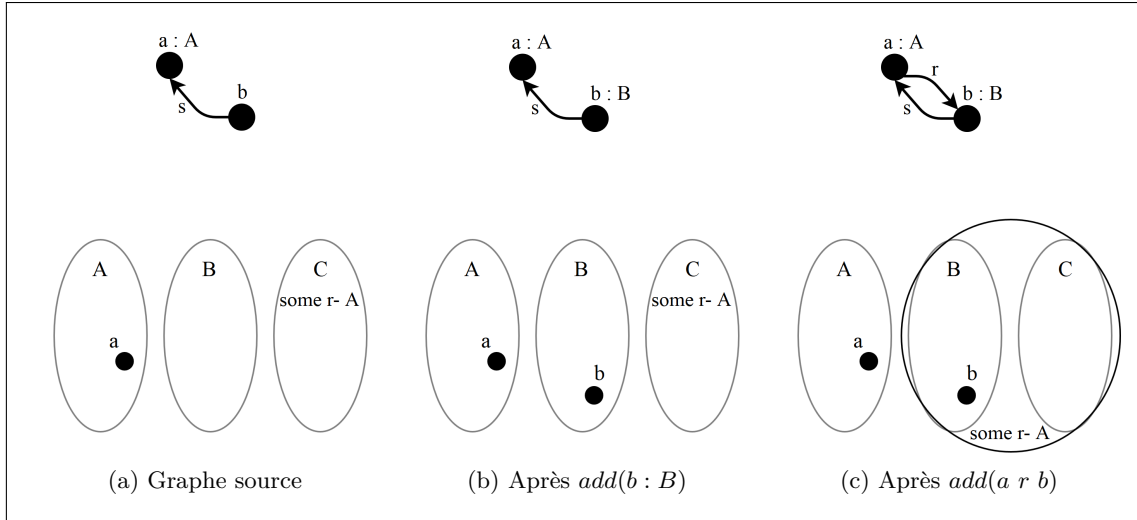 a : A
b
s
a : A
b : B
s
a : A
r
b : B
s
A
B
C
some r- A
a
A
B
C
some r- A
a
b
A
B
C
a
b
some r- A
(a) Graphe source
(b) Après add(b : B)
(c) Après add(a r b)